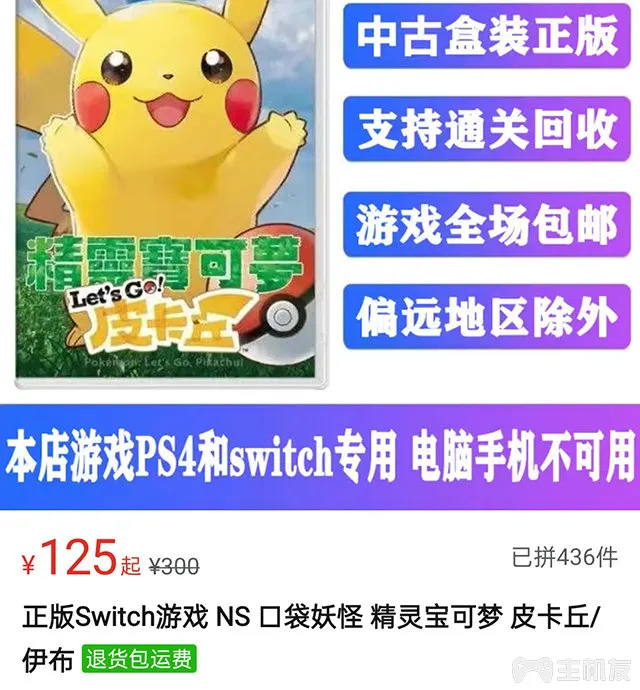 中古盒装正版
支持通关回收
游戏全场包邮
偏远地区除外
精靈寶可夢
Let's Go!
皮卡丘
Pokémon: Let's Go, Pikachu!
本店游戏PS4和switch专用 电脑手机不可用
¥125起 ¥300
已拼436件
正版Switch游戏 NS 口袋妖怪 精灵宝可梦 皮卡丘/
伊布 退货包运费
主机友